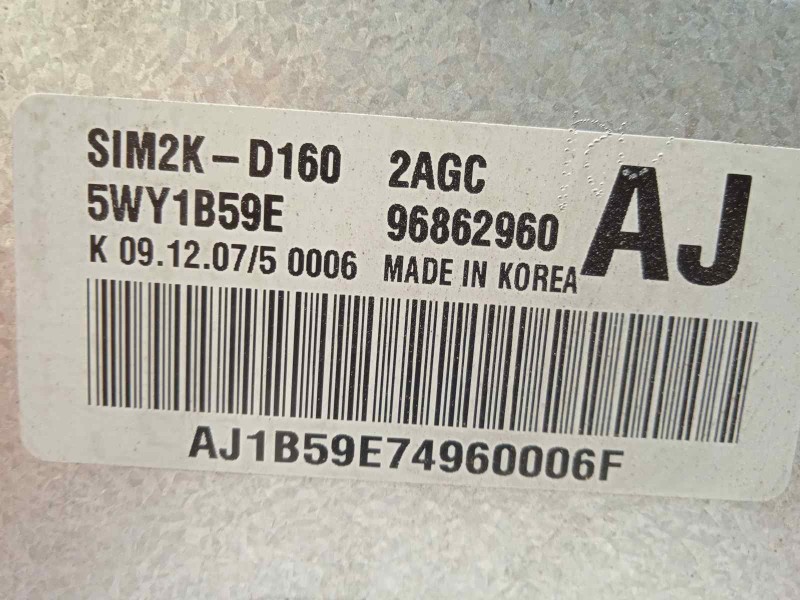 SIM2K-D160 2AGC
5WY1B59E 96862960 AJ
K 09.12.07/5 0006 MADE IN KOREA
AJ1B59E74960006F